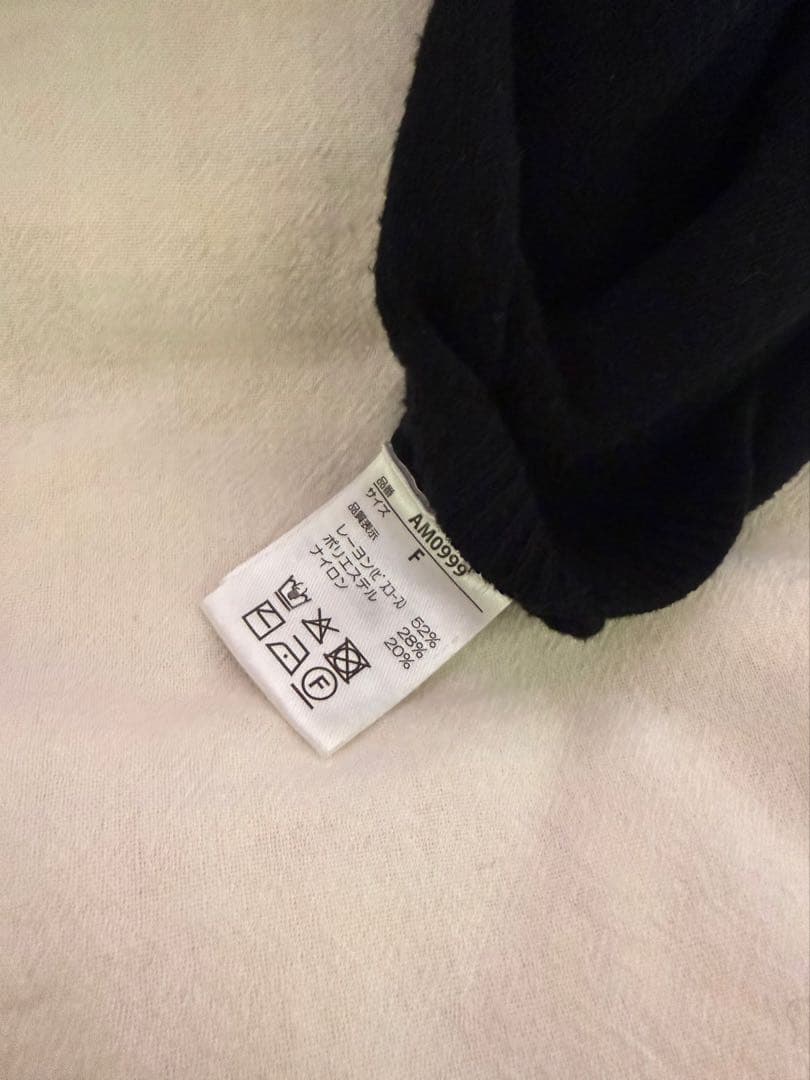 品番 AM0999
サイズ F
品質表示
レーヨン(ビスコース) 52%
ポリエステル 28%
ナイロン 20%
F